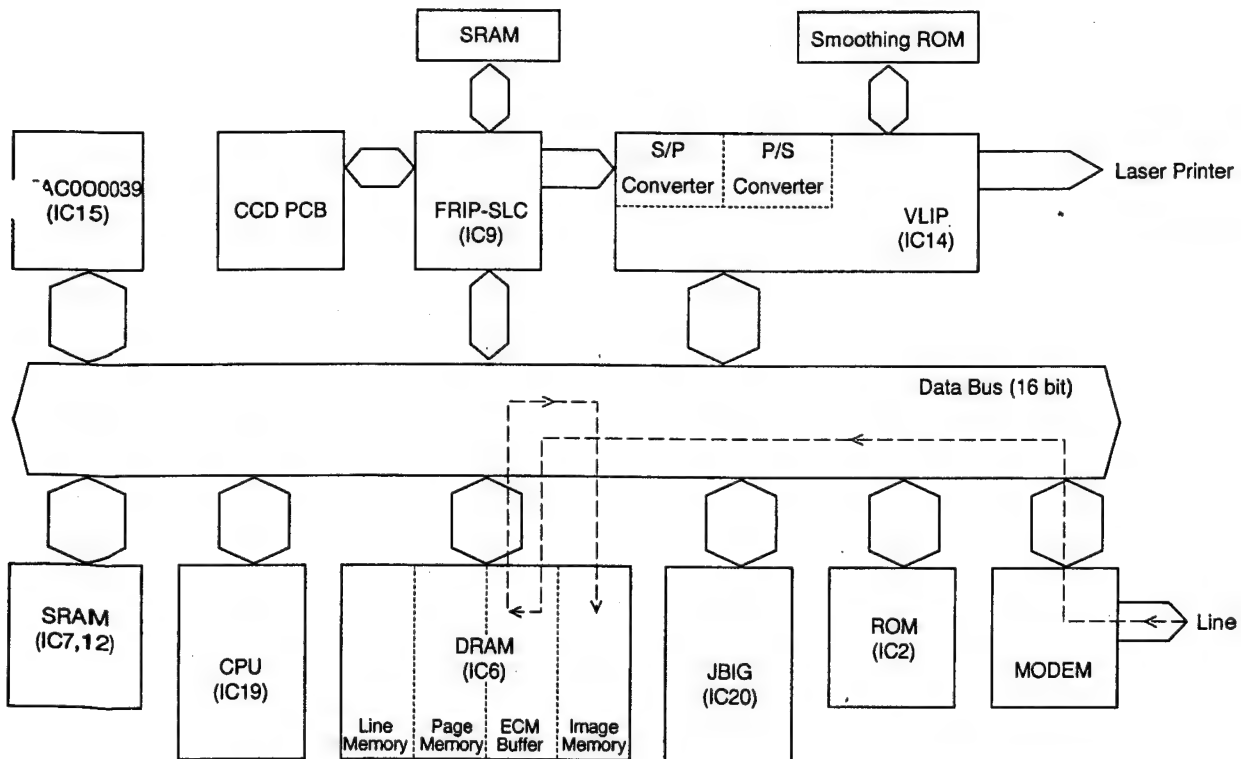 SRAM
Smoothing ROM
AC0O0039
(IC15)
CCD PCB
FRIP-SLC
(IC9)
S/P
Converter
P/S
Converter
VLIP
(IC14)
Laser Printer
Data Bus (16 bit)
SRAM
(IC7,12)
CPU
(IC19)
DRAM
(IC6)
Line
Memory
Page
Memory
ECM
Buffer
Image
Memory
JBIG
(IC20)
ROM
(IC2)
MODEM
Line